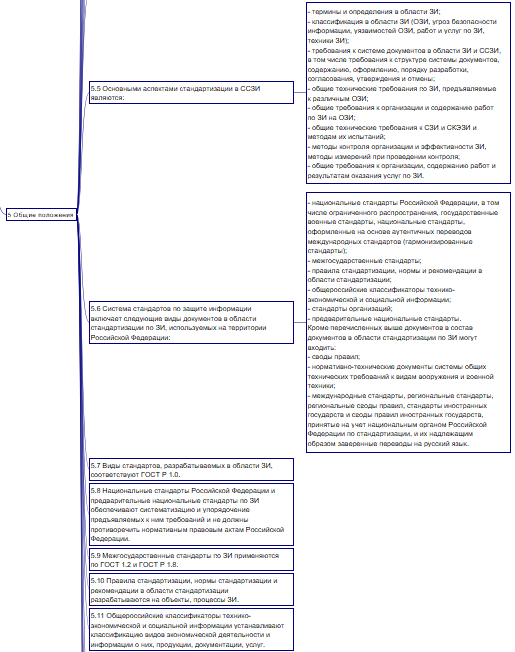 5 Общие положения
5.5 Основными аспектами стандартизации в ССЗИ
являются:
- термины и определения в области ЗИ;
- классификация в области ЗИ (ОЗИ, угроз безопасности
информации, уязвимостей ОЗИ, работ и услуг по ЗИ,
техники ЗИ);
- требования к системе документов в области ЗИ и ССЗИ,
в том числе требования к структуре системы документов,
содержанию, оформлению, порядку разработки,
согласования, утверждения и отмены;
- общие технические требования по ЗИ, предъявляемые
к различным ОЗИ;
- общие требования к организации и содержанию работ
по ЗИ на ОЗИ;
- общие технические требования к СЗИ и СКЭЗИ и
методам их испытаний;
- методы контроля организации и эффективности ЗИ,
методы измерений при проведении контроля;
- общие требования к организации, содержанию работ и
результатам оказания услуг по ЗИ.
5.6 Система стандартов по защите информации
включает следующие виды документов в области
стандартизации по ЗИ, используемых на территории
Российской Федерации:
- национальные стандарты Российской Федерации, в том
числе ограниченного распространения, государственные
военные стандарты, национальные стандарты,
оформленные на основе аутентичных переводов
международных стандартов (гармонизированные
стандарты);
- межгосударственные стандарты;
- правила стандартизации, нормы и рекомендации в
области стандартизации;
- общероссийские классификаторы технико-
экономической и социальной информации;
- стандарты организаций;
- предварительные национальные стандарты.
Кроме перечисленных выше документов в состав
документов в области стандартизации по ЗИ могут
входить:
- своды правил;
- нормативно-технические документы системы общих
технических требований к видам вооружения и военной
техники;
- международные стандарты, региональные стандарты,
региональные своды правил, стандарты иностранных
государств и своды правил иностранных государств,
принятые на учет национальным органом Российской
Федерации по стандартизации, и их надлежащим
образом заверенные переводы на русский язык.
5.7 Виды стандартов, разрабатываемых в области ЗИ,
соответствуют ГОСТ Р 1.0.
5.8 Национальные стандарты Российской Федерации и
предварительные национальные стандарты по ЗИ
обеспечивают систематизацию и упорядочение
предъявляемых к ним требований и не должны
противоречить нормативным правовым актам Российской
Федерации.
5.9 Межгосударственные стандарты по ЗИ применяются
по ГОСТ 1.2 и ГОСТ Р 1.8.
5.10 Правила стандартизации, нормы стандартизации и
рекомендации в области стандартизации
разрабатываются на объекты, процессы ЗИ.
5.11 Общероссийские классификаторы технико-
экономической и социальной информации устанавливают
классификацию видов экономической деятельности и
информации о них, продукции, документации, услуг.